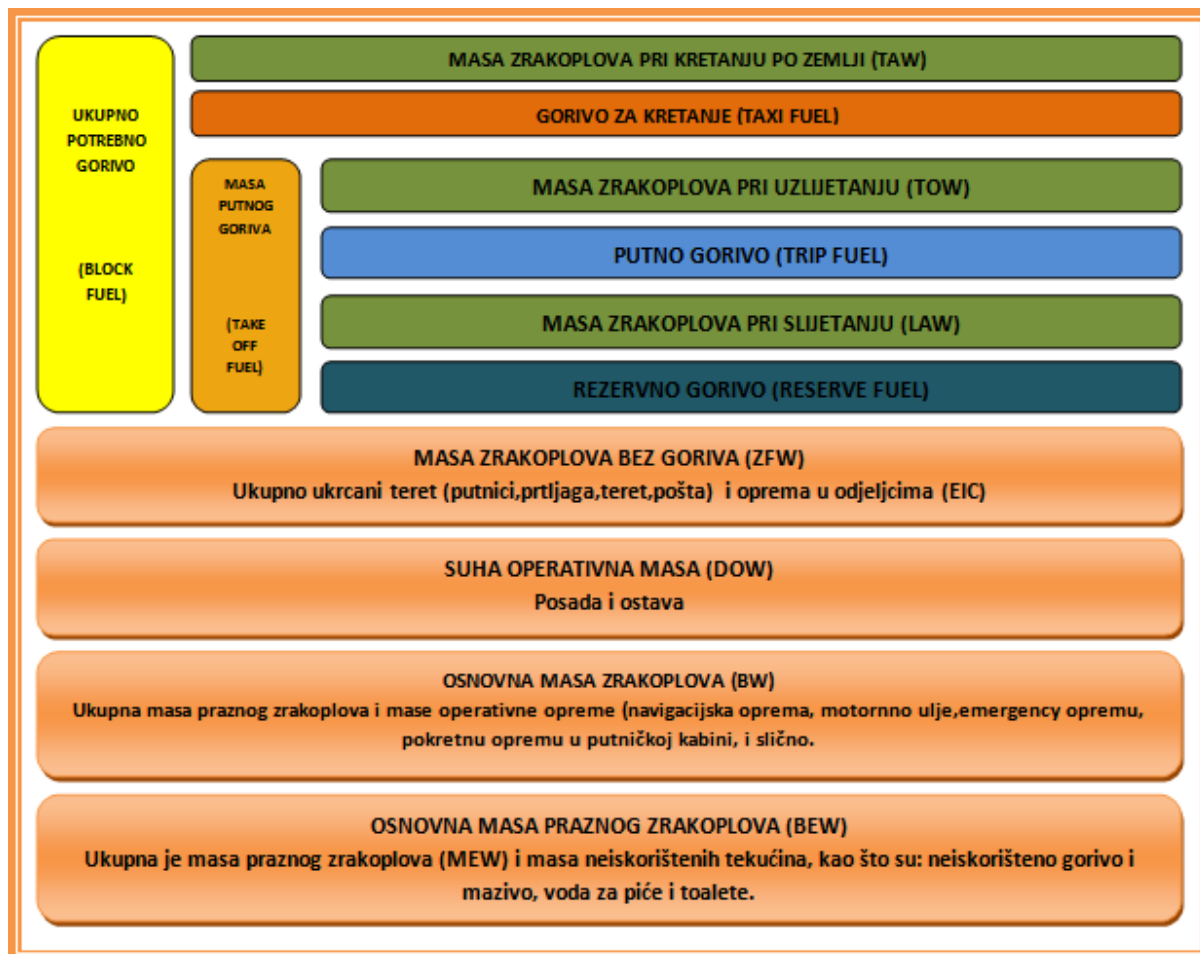 UKUPNO
POTREBNO
GORIVO
(BLOCK
FUEL)
MASA ZRAKOPLOVA PRI KRETANJU PO ZEMLJI (TAW)
GORIVO ZA KRETANJE (TAXI FUEL)
MASA
PUTNOG
GORIVA
(TAKE
OFF
FUEL)
MASA ZRAKOPLOVA PRI UZLIJETANJU (TOW)
PUTNO GORIVO (TRIP FUEL)
MASA ZRAKOPLOVA PRI SLIJETANJU (LAW)
REZERVNO GORIVO (RESERVE FUEL)
MASA ZRAKOPLOVA BEZ GORIVA (ZFW)
Ukupno ukrcani teret (putnici,prtljaga,teret,pošta) i oprema u odjeljcima (EIC)
SUHA OPERATIVNA MASA (DOW)
Posada i ostava
OSNOVNA MASA ZRAKOPLOVA (BW)
Ukupna masa praznog zrakoplova i mase operativne opreme (navigacijska oprema, motornno ulje,emergency opremu,
pokretnu opremu u putničkoj kabini, i slično.
OSNOVNA MASA PRAZNOG ZRAKOPLOVA (BEW)
Ukupna je masa praznog zrakoplova (MEW) i masa neiskorištenih tekućina, kao što su: neiskorišteno gorivo i
mazivo, voda za piće i toalete.